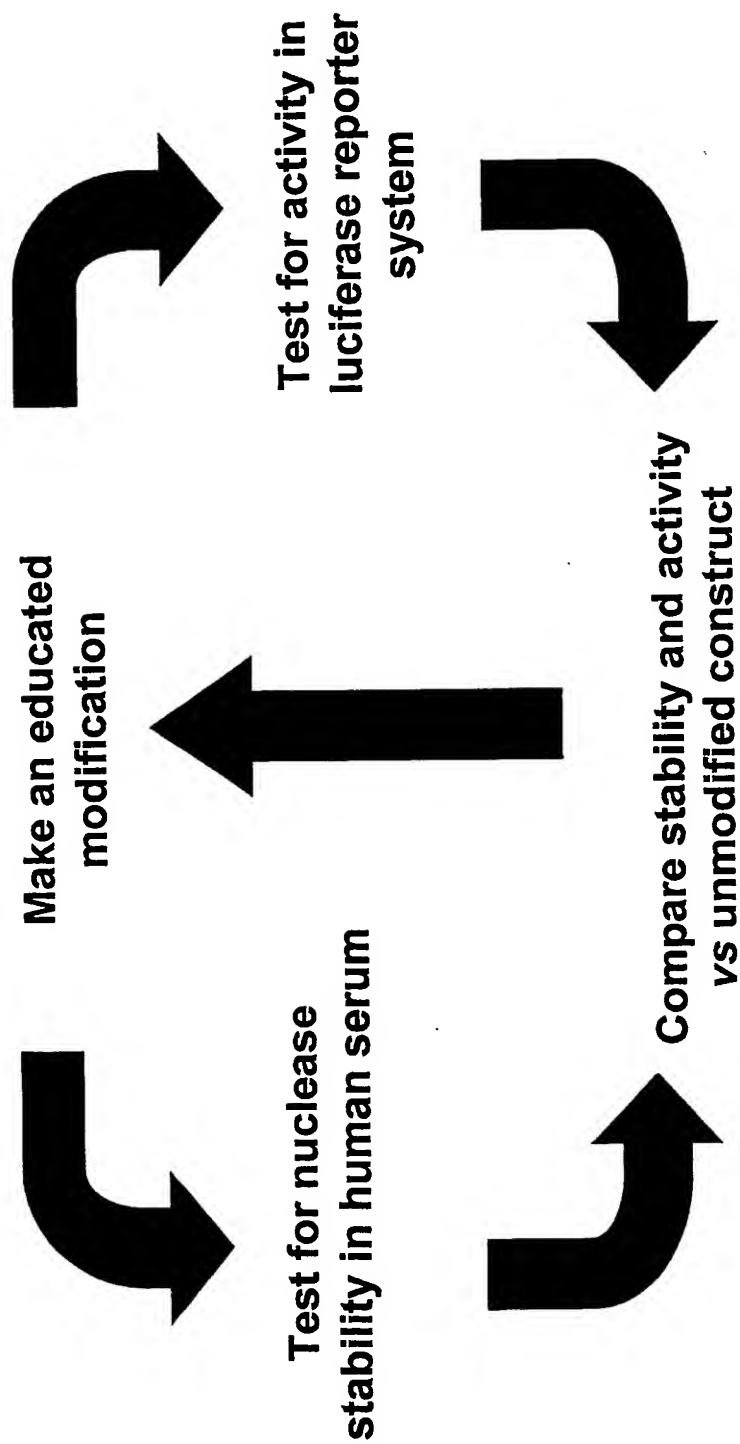 Make an educated
modification
Test for nuclease
stability in human serum
Test for activity in
luciferase reporter
system
Compare stability and activity
vs unmodified construct